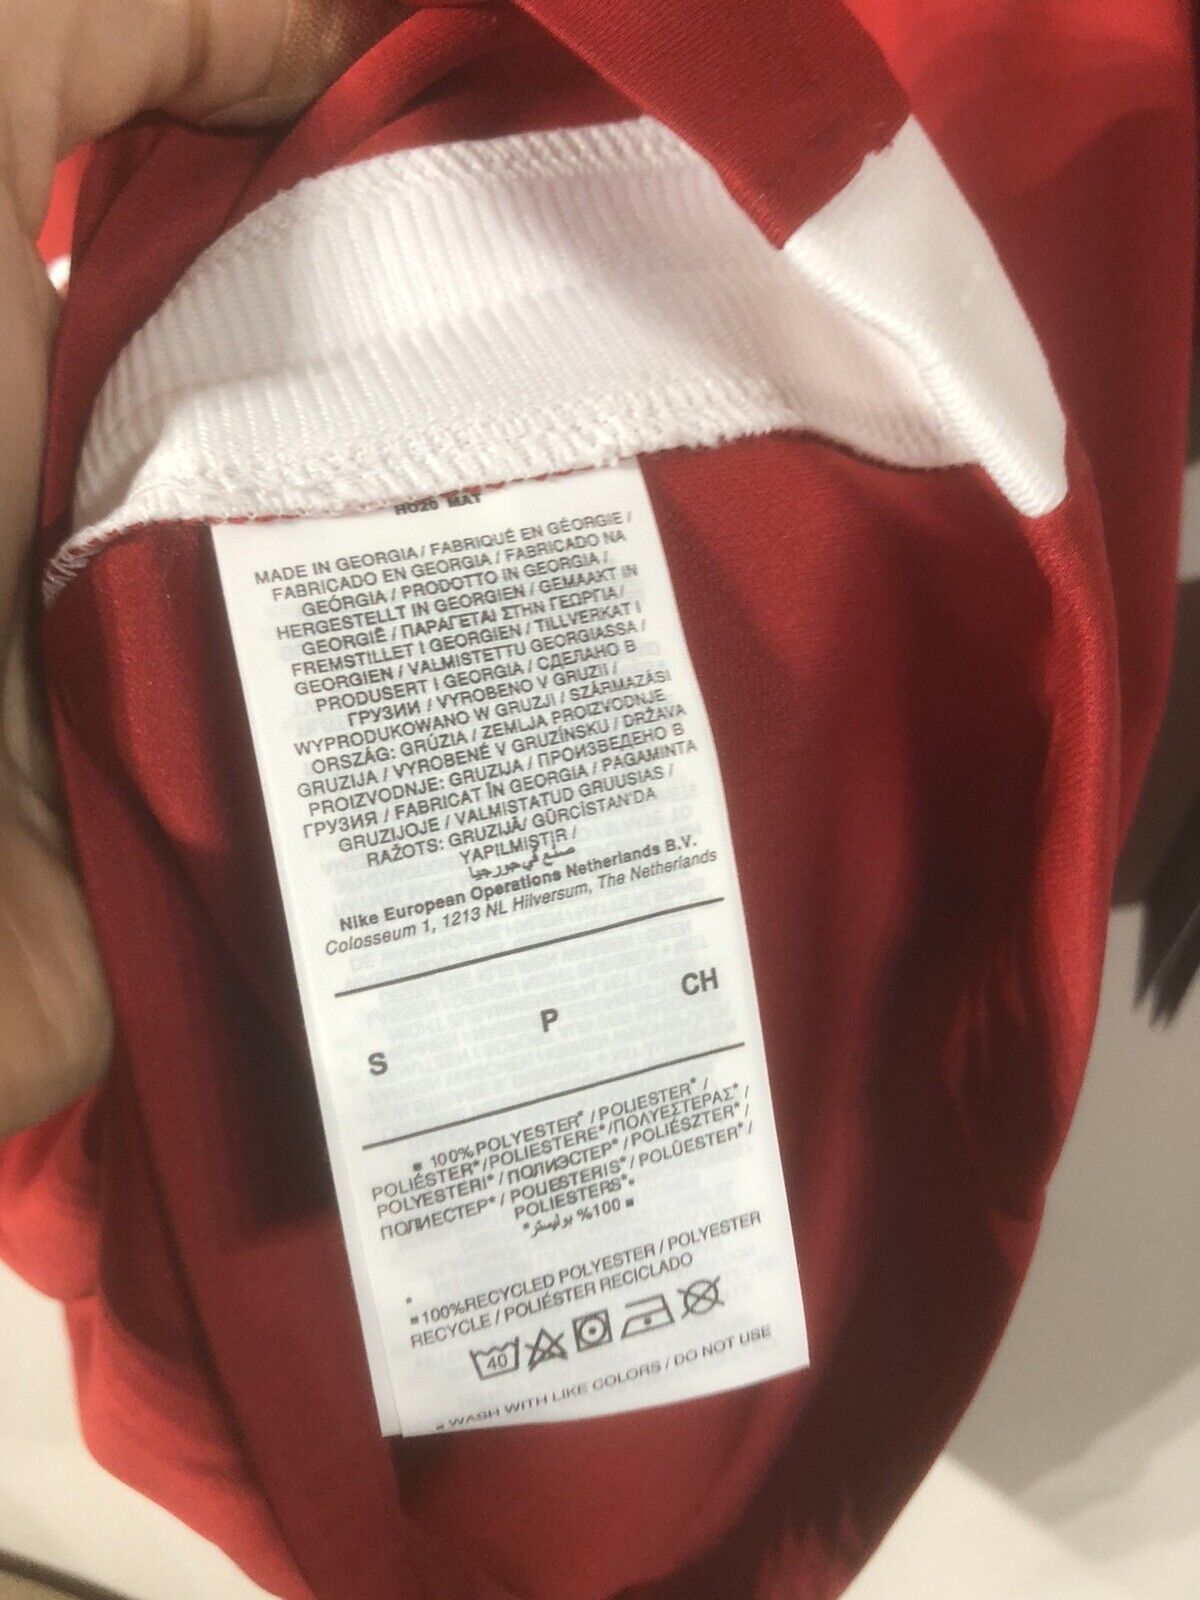 HO20 MAT
MADE IN GEORGIA / FABRIQUÉ EN GÉORGIE /
FABRICADO EN GEORGIA / FABRICADO NA
GEÓRGIA / PRODOTTO IN GEORGIA /
HERGESTELLT IN GEORGIEN / GEMAAKT IN
GEORGIË / ΠΑΡΑΓΕΤΑΙ ΣΤΗΝ ΓΕΩΡΓΙΑ /
FREMSTILLET I GEORGIEN / TILLVERKAT I
GEORGIEN / VALMISTETTU GEORGIASSA /
PRODUSERT I GEORGIA / СДЕЛАНО В
ГРУЗИИ / VYROBENO V GRUZII /
WYPRODUKOWANO W GRUZJI / SZÁRMAZÁSI
ORSZÁG: GRÚZIA / ZEMLJA PROIZVODNJE
GRUZIJA / VYROBENÉ V GRUZÍNSKU / DRŽAVA
PROIZVODNJE: GRUZIJA / ПРОИЗВЕДЕНО В
ГРУЗИЯ / FABRICAT ÎN GEORGIA / PAGAMINTA
GRUZIJOJE / VALMISTATUD GRUUSIAS /
RAŽOTS: GRUZIJĀ/ GÜRCİSTAN'DA
YAPILMIŞTIR /
صنع في جورجيا
Nike European Operations Netherlands B.V.
Colosseum 1, 1213 NL Hilversum, The Netherlands
S P CH
■ 100% POLYESTER* / POLIESTER* /
POLIÉSTER* / POLIESTERE* /ΠΟΛΥΕΣΤΕΡΑΣ* /
POLYESTERI* / ПОЛИЭСТЕР* / POLIÉSZTER* /
ПОЛИЕСТЕР* / POLIESTERIS* / POLÜESTER* /
POLIESTERS*▪
■ 100% بوليستر*
*
■100%RECYCLED POLYESTER / POLYESTER
RECYCLE / POLIÉSTER RECICLADO
40
■ WASH WITH LIKE COLORS / DO NOT USE